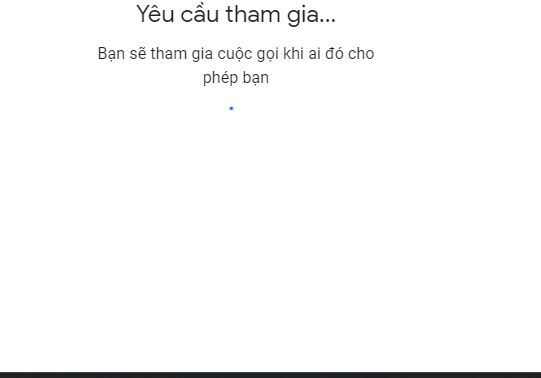 Yêu cầu tham gia...
Bạn sẽ tham gia cuộc gọi khi ai đó cho
phép bạn